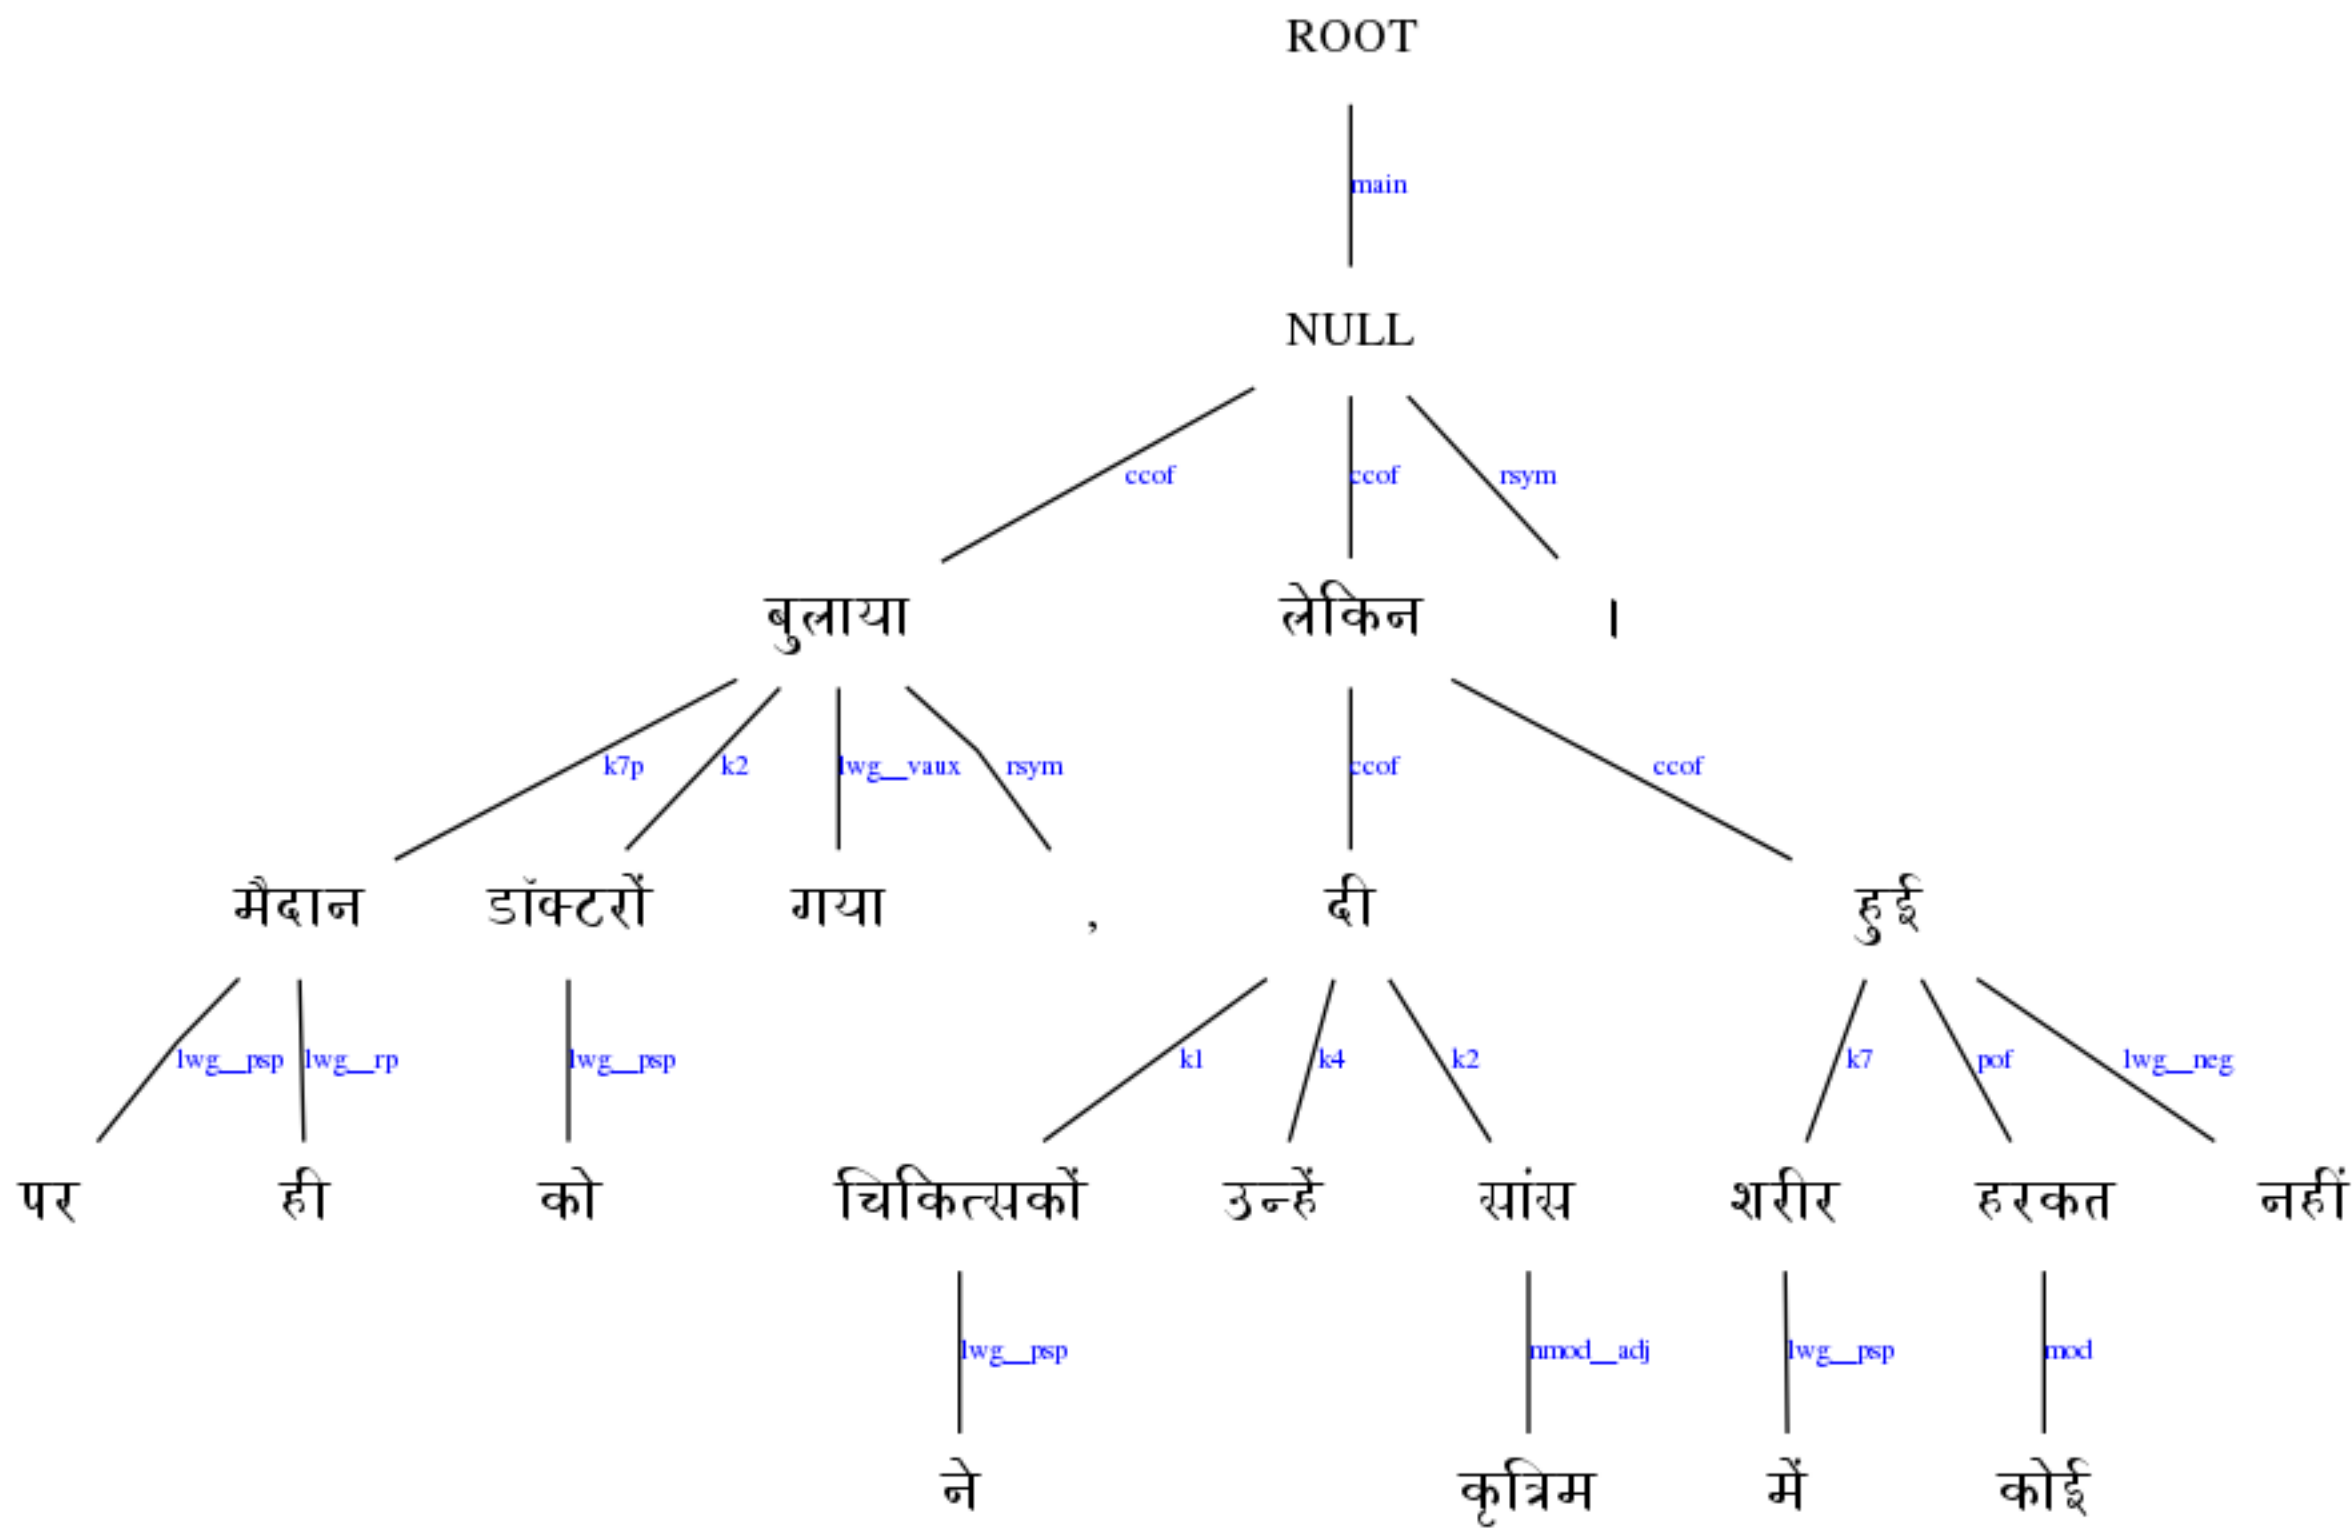 ROOT
main
NULL
ccof ccof rsym
बुलाया लेकिन ।
k7p k2 lwg__vaux rsym ccof ccof
मैदान डॉक्टरों गया , दी हुई
lwg__psp lwg__rp lwg__psp k1 k4 k2 k7 pof lwg__neg
पर ही को चिकित्सकों उन्हें सांस शरीर हरकत नहीं
lwg__psp nmod__adj lwg__psp mod
ने कृत्रिम में कोई